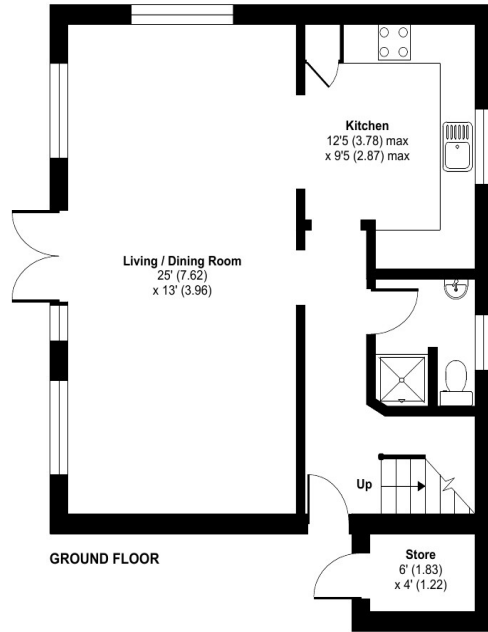 Kitchen
12'5 (3.78) max
x 9'5 (2.87) max
Living / Dining Room
25' (7.62)
x 13' (3.96)
Up
GROUND FLOOR
Store
6' (1.83)
x 4' (1.22)